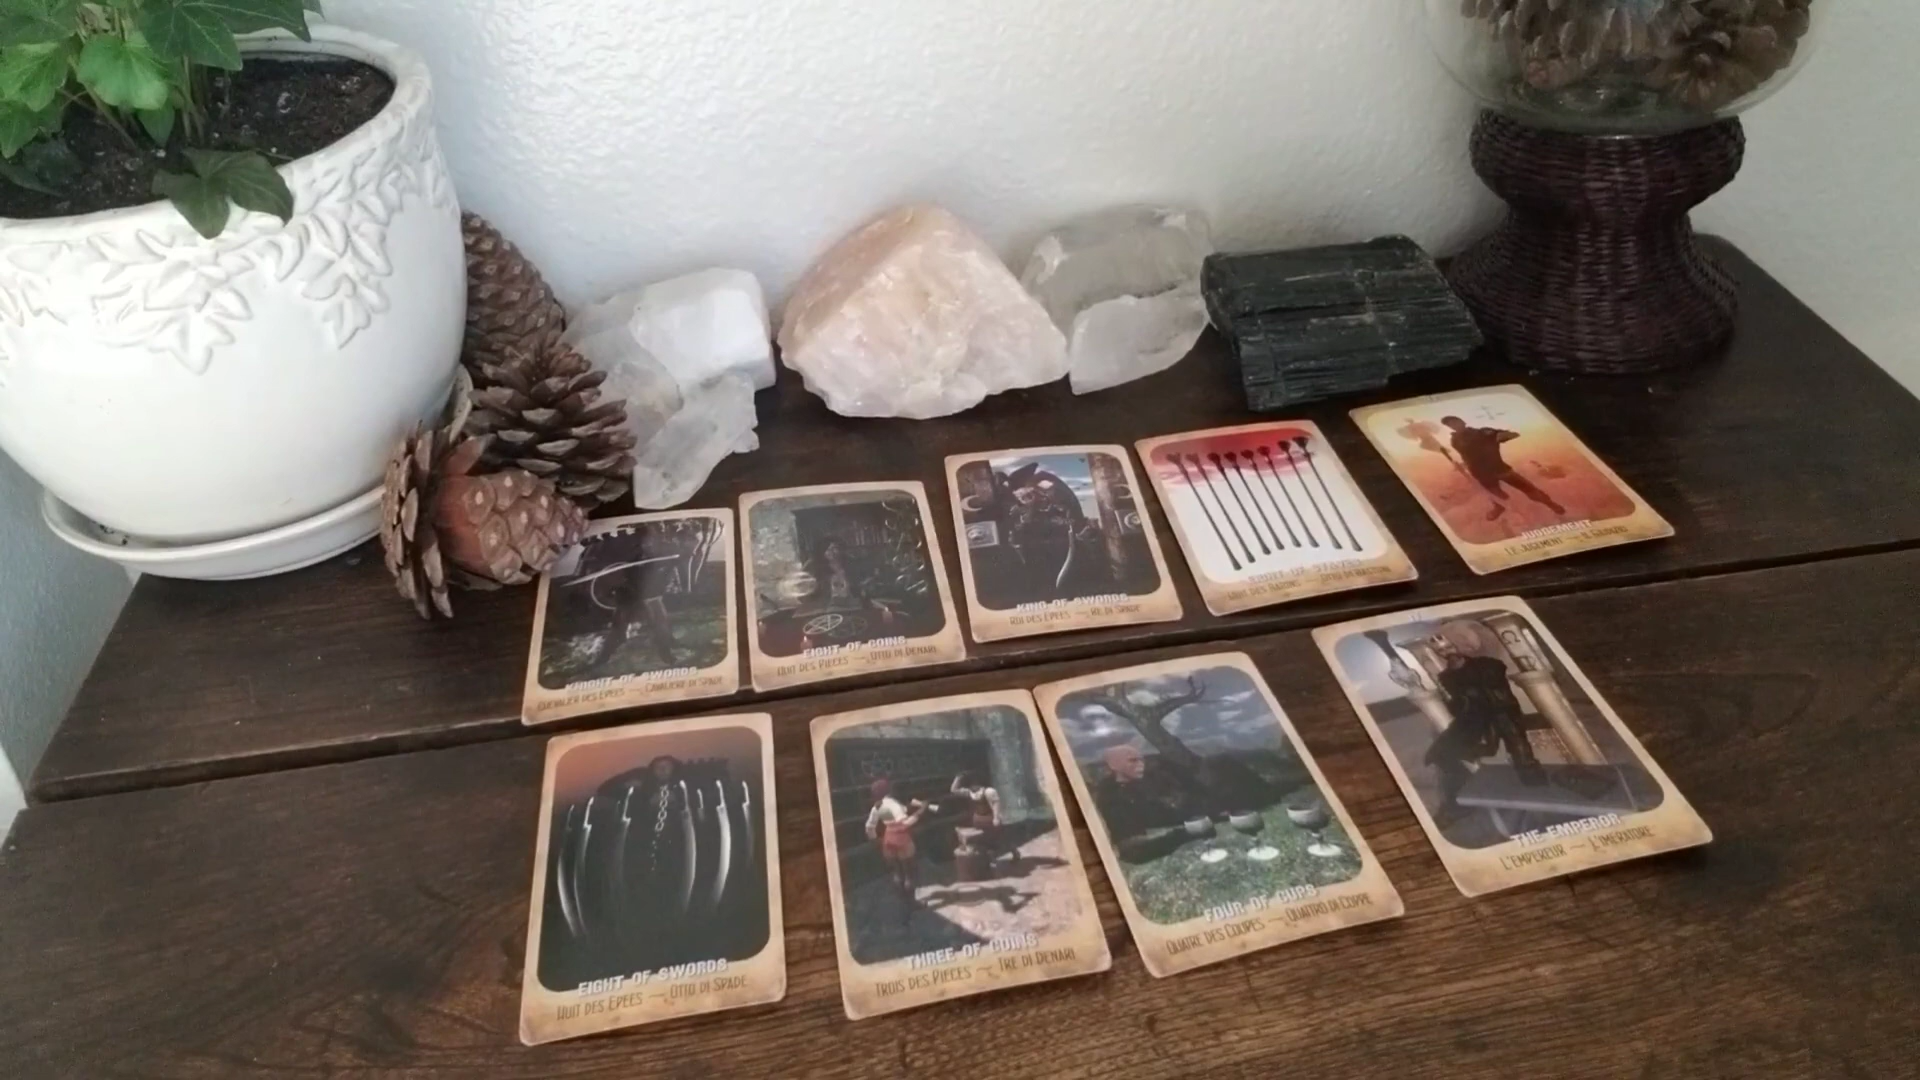 KNIGHT OF SWORDS
CHEVALIER DES EPEES — CAVALIERE DI SPADE
EIGHT OF COINS
HUIT DES PIECES — OTTO DI DENARI
KING OF SWORDS
ROI DES EPEES — RE DI SPADE
HUIT DES BATONS — OTTO DI BASTONI
JUDGEMENT
LE JUGEMENT — IL GIUDIZIO
EIGHT OF SWORDS
HUIT DES EPEES — OTTO DI SPADE
THREE OF COINS
TROIS DES PIECES — TRE DI DENARI
FOUR OF CUPS
QUATRE DES COUPES — QUATTRO DI COPPE
THE EMPEROR
L'EMPEREUR — L'IMERATORE